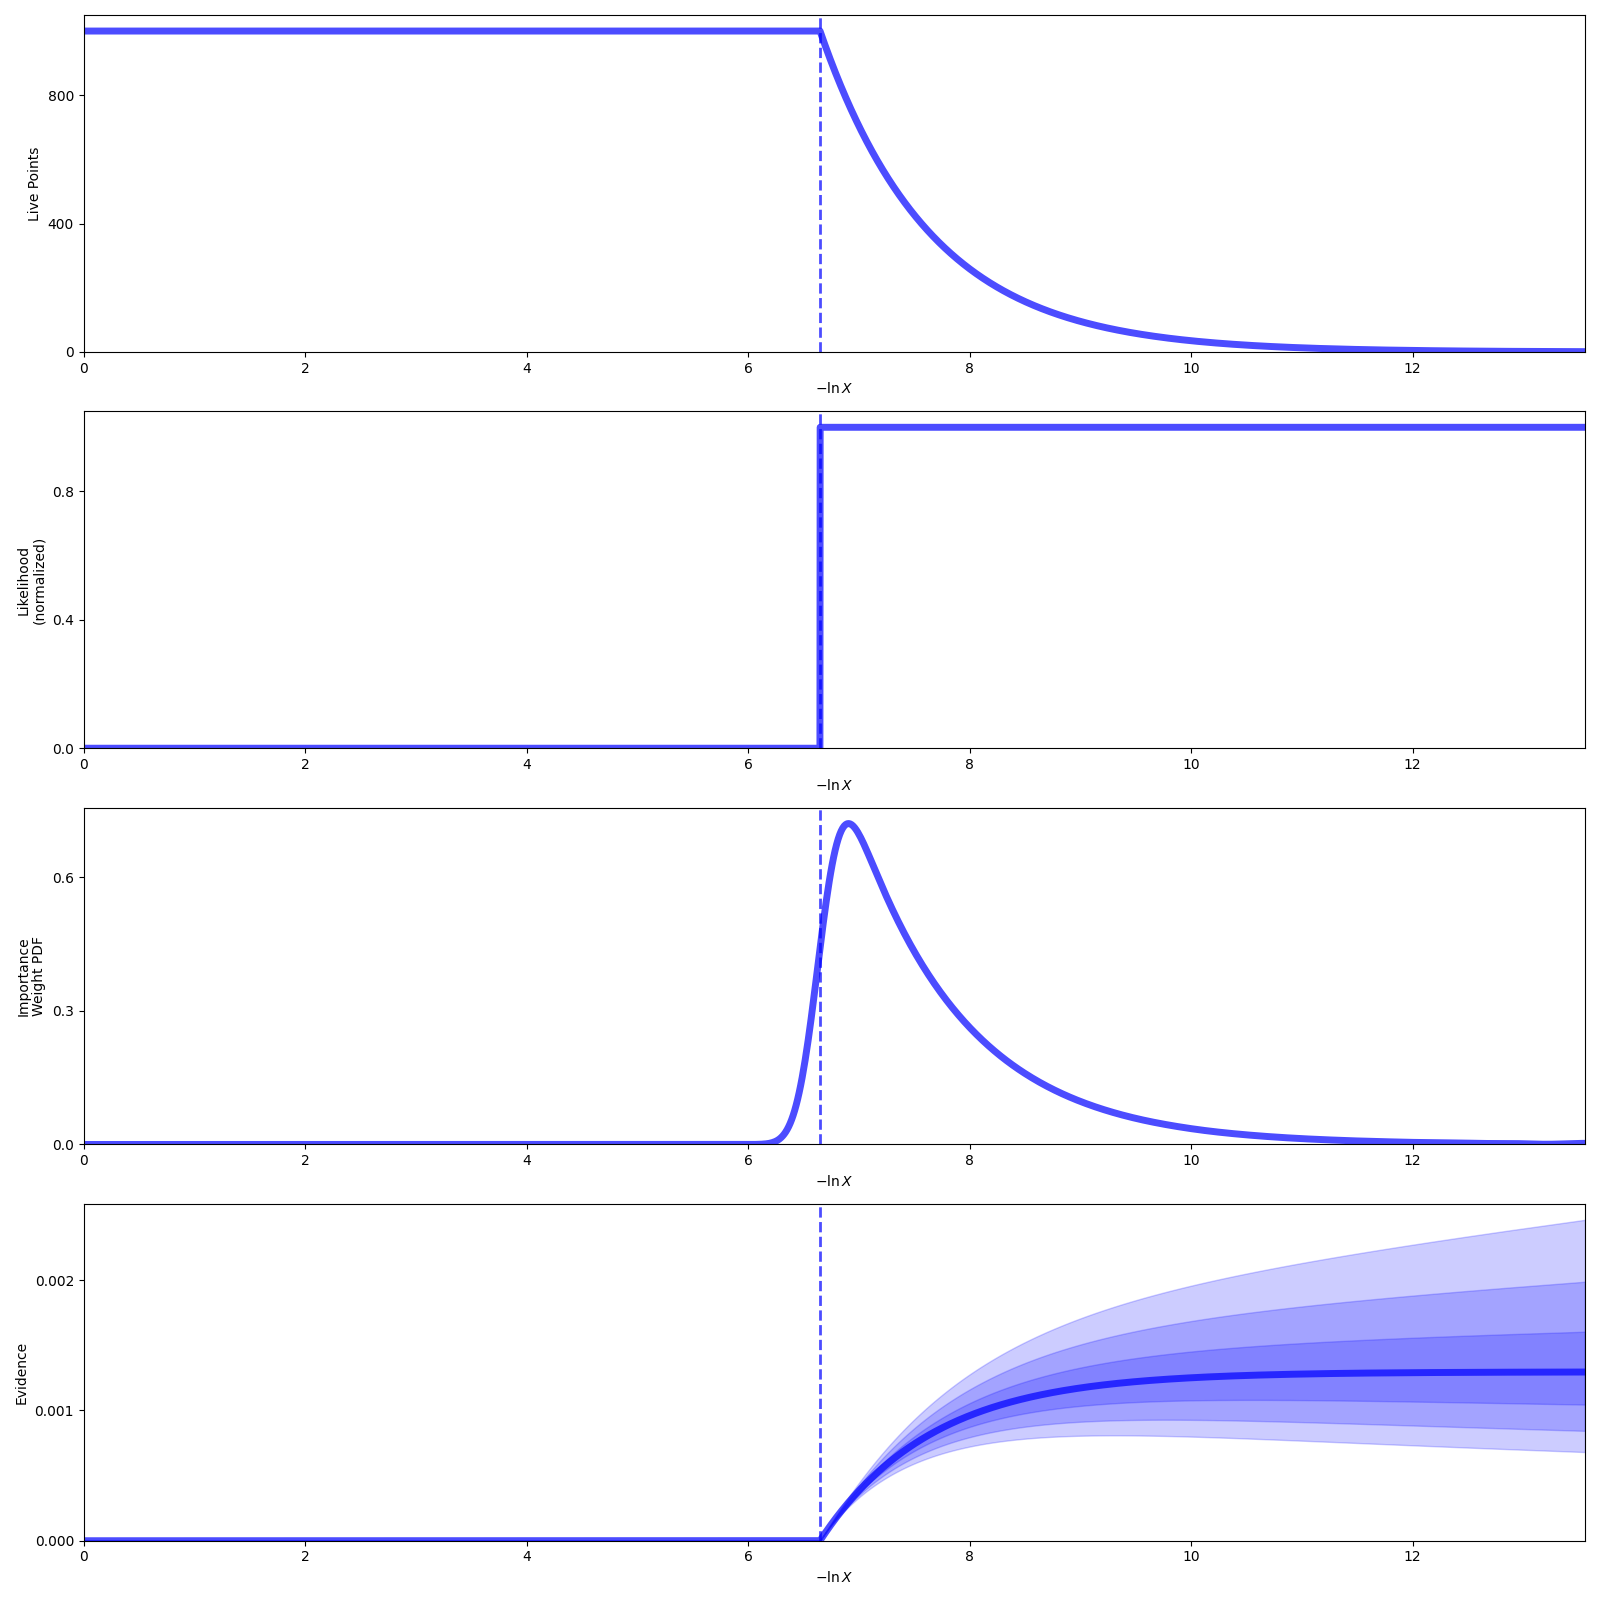 800
400
0
Live Points
0 2 4 6 8 10 12
−ln X
0.8
0.4
0.0
Likelihood
(normalized)
0 2 4 6 8 10 12
−ln X
0.6
0.3
0.0
Importance
Weight PDF
0 2 4 6 8 10 12
−ln X
0.002
0.001
0.000
Evidence
0 2 4 6 8 10 12
−ln X